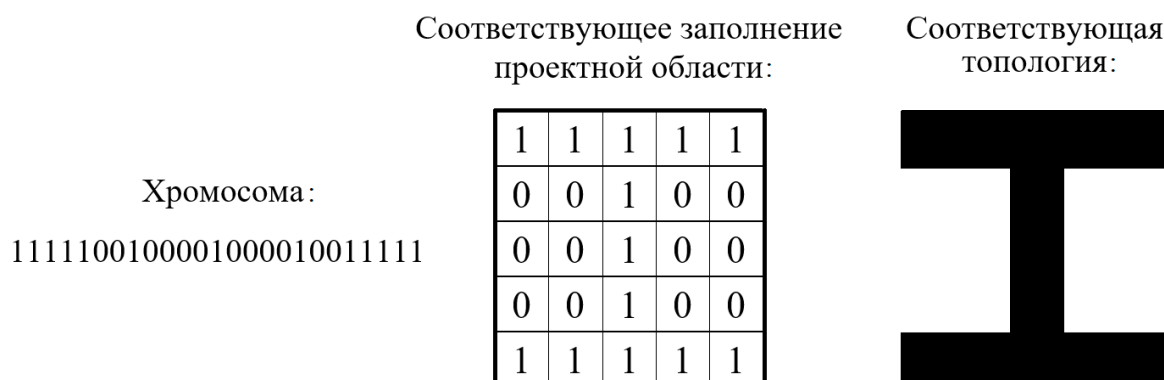 Соответствующее заполнение
проектной области:
Соответствующая
топология:
Хромосома:
1111100100001000010011111
1 1 1 1 1
0 0 1 0 0
0 0 1 0 0
0 0 1 0 0
1 1 1 1 1